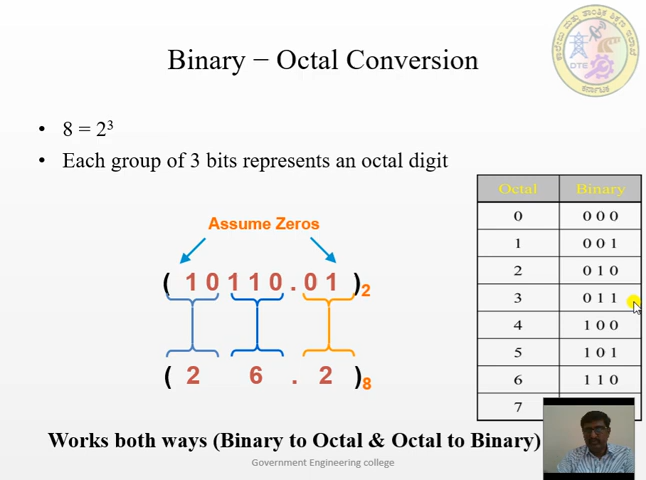 Binary − Octal Conversion
• 8 = 2³
• Each group of 3 bits represents an octal digit
Assume Zeros
( 1 0 1 1 0 . 0 1 )₂
( 2 6 . 2 )₈
Octal Binary
0 0 0 0
1 0 0 1
2 0 1 0
3 0 1 1
4 1 0 0
5 1 0 1
6 1 1 0
7
Works both ways (Binary to Octal & Octal to Binary)
Government Engineering college
DTE